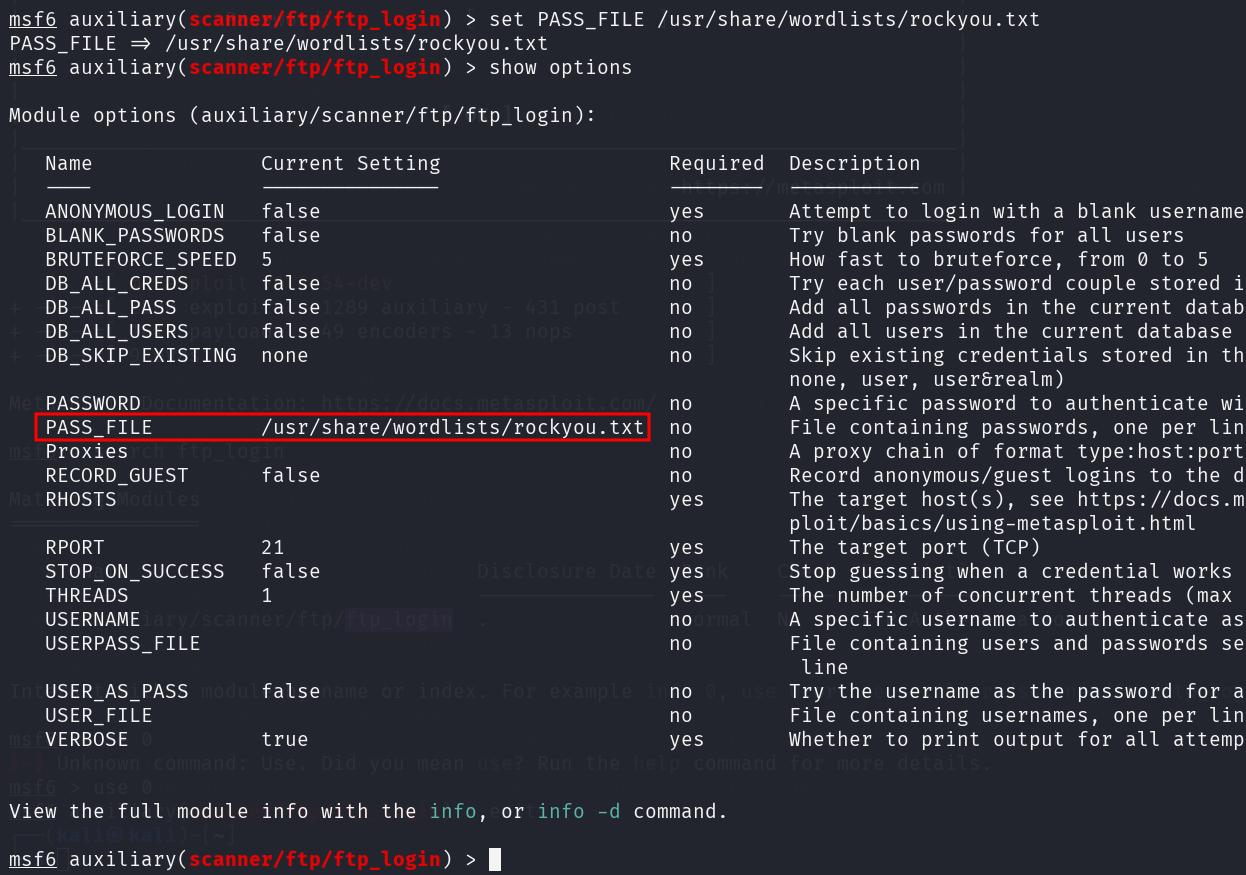 msf6 auxiliary(scanner/ftp/ftp_login) > set PASS_FILE /usr/share/wordlists/rockyou.txt
PASS_FILE => /usr/share/wordlists/rockyou.txt
msf6 auxiliary(scanner/ftp/ftp_login) > show options
Module options (auxiliary/scanner/ftp/ftp_login):
Name Current Setting Required Description
ANONYMOUS_LOGIN false yes Attempt to login with a blank username
BLANK_PASSWORDS false no Try blank passwords for all users
BRUTEFORCE_SPEED 5 yes How fast to bruteforce, from 0 to 5
DB_ALL_CREDS false no Try each user/password couple stored i
DB_ALL_PASS false no Add all passwords in the current datab
DB_ALL_USERS false no Add all users in the current database
DB_SKIP_EXISTING none no Skip existing credentials stored in th
none, user, user&realm)
PASSWORD no A specific password to authenticate wi
PASS_FILE /usr/share/wordlists/rockyou.txt no File containing passwords, one per lin
Proxies no A proxy chain of format type:host:port
RECORD_GUEST false no Record anonymous/guest logins to the d
RHOSTS yes The target host(s), see https://docs.m
ploit/basics/using-metasploit.html
RPORT 21 yes The target port (TCP)
STOP_ON_SUCCESS false yes Stop guessing when a credential works
THREADS 1 yes The number of concurrent threads (max
USERNAME no A specific username to authenticate as
USERPASS_FILE no File containing users and passwords se
line
USER_AS_PASS false no Try the username as the password for a
USER_FILE no File containing usernames, one per lin
VERBOSE true yes Whether to print output for all attemp
View the full module info with the info, or info -d command.
msf6 auxiliary(scanner/ftp/ftp_login) >